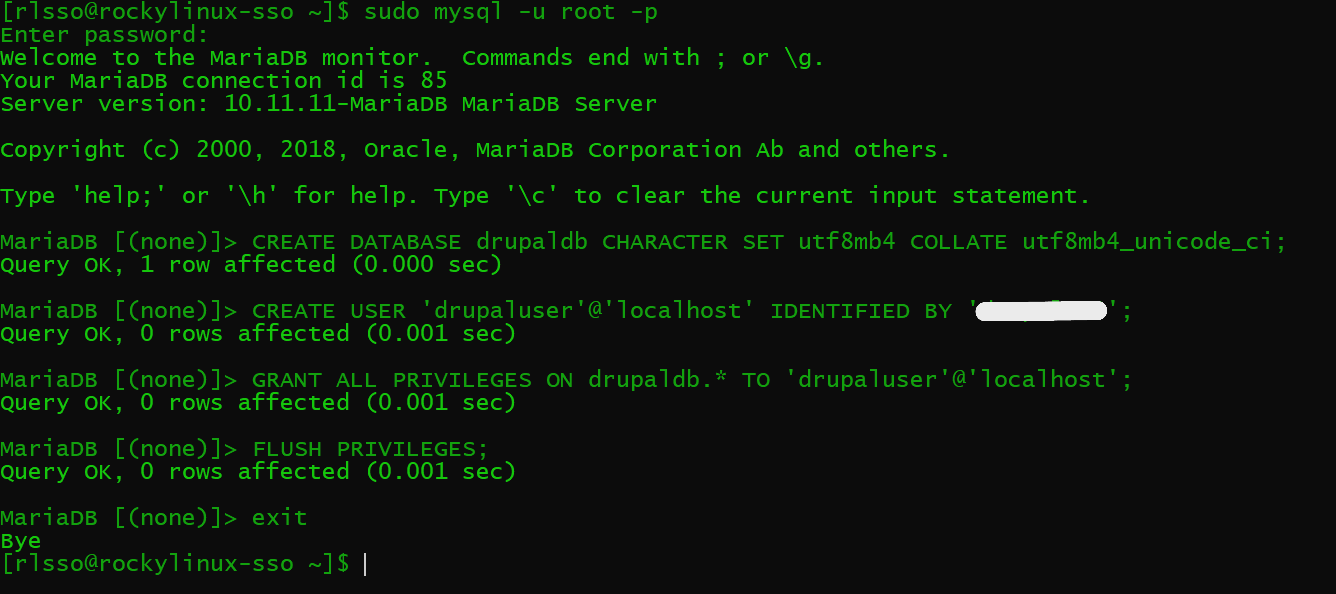 [rlsso@rockylinux-sso ~]$ sudo mysql -u root -p
Enter password:
Welcome to the MariaDB monitor.  Commands end with ; or \g.
Your MariaDB connection id is 85
Server version: 10.11.11-MariaDB MariaDB Server
Copyright (c) 2000, 2018, Oracle, MariaDB Corporation Ab and others.
Type 'help;' or '\h' for help. Type '\c' to clear the current input statement.
MariaDB [(none)]> CREATE DATABASE drupaldb CHARACTER SET utf8mb4 COLLATE utf8mb4_unicode_ci;
Query OK, 1 row affected (0.000 sec)
MariaDB [(none)]> CREATE USER 'drupaluser'@'localhost' IDENTIFIED BY '';
Query OK, 0 rows affected (0.001 sec)
MariaDB [(none)]> GRANT ALL PRIVILEGES ON drupaldb.* TO 'drupaluser'@'localhost';
Query OK, 0 rows affected (0.001 sec)
MariaDB [(none)]> FLUSH PRIVILEGES;
Query OK, 0 rows affected (0.001 sec)
MariaDB [(none)]> exit
Bye
[rlsso@rockylinux-sso ~]$